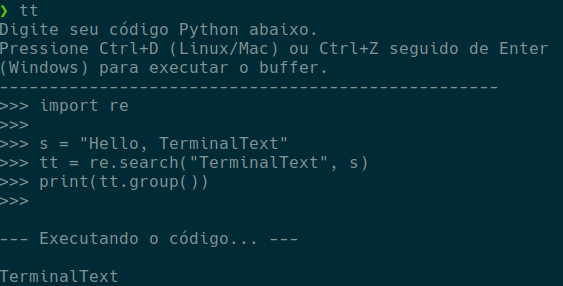 ❯ tt
Digite seu código Python abaixo.
Pressione Ctrl+D (Linux/Mac) ou Ctrl+Z seguido de Enter
(Windows) para executar o buffer.
--------------------------------------------------
>>> import re
>>>
>>> s = "Hello, TerminalText"
>>> tt = re.search("TerminalText", s)
>>> print(tt.group())
>>>
--- Executando o código... ---
TerminalText